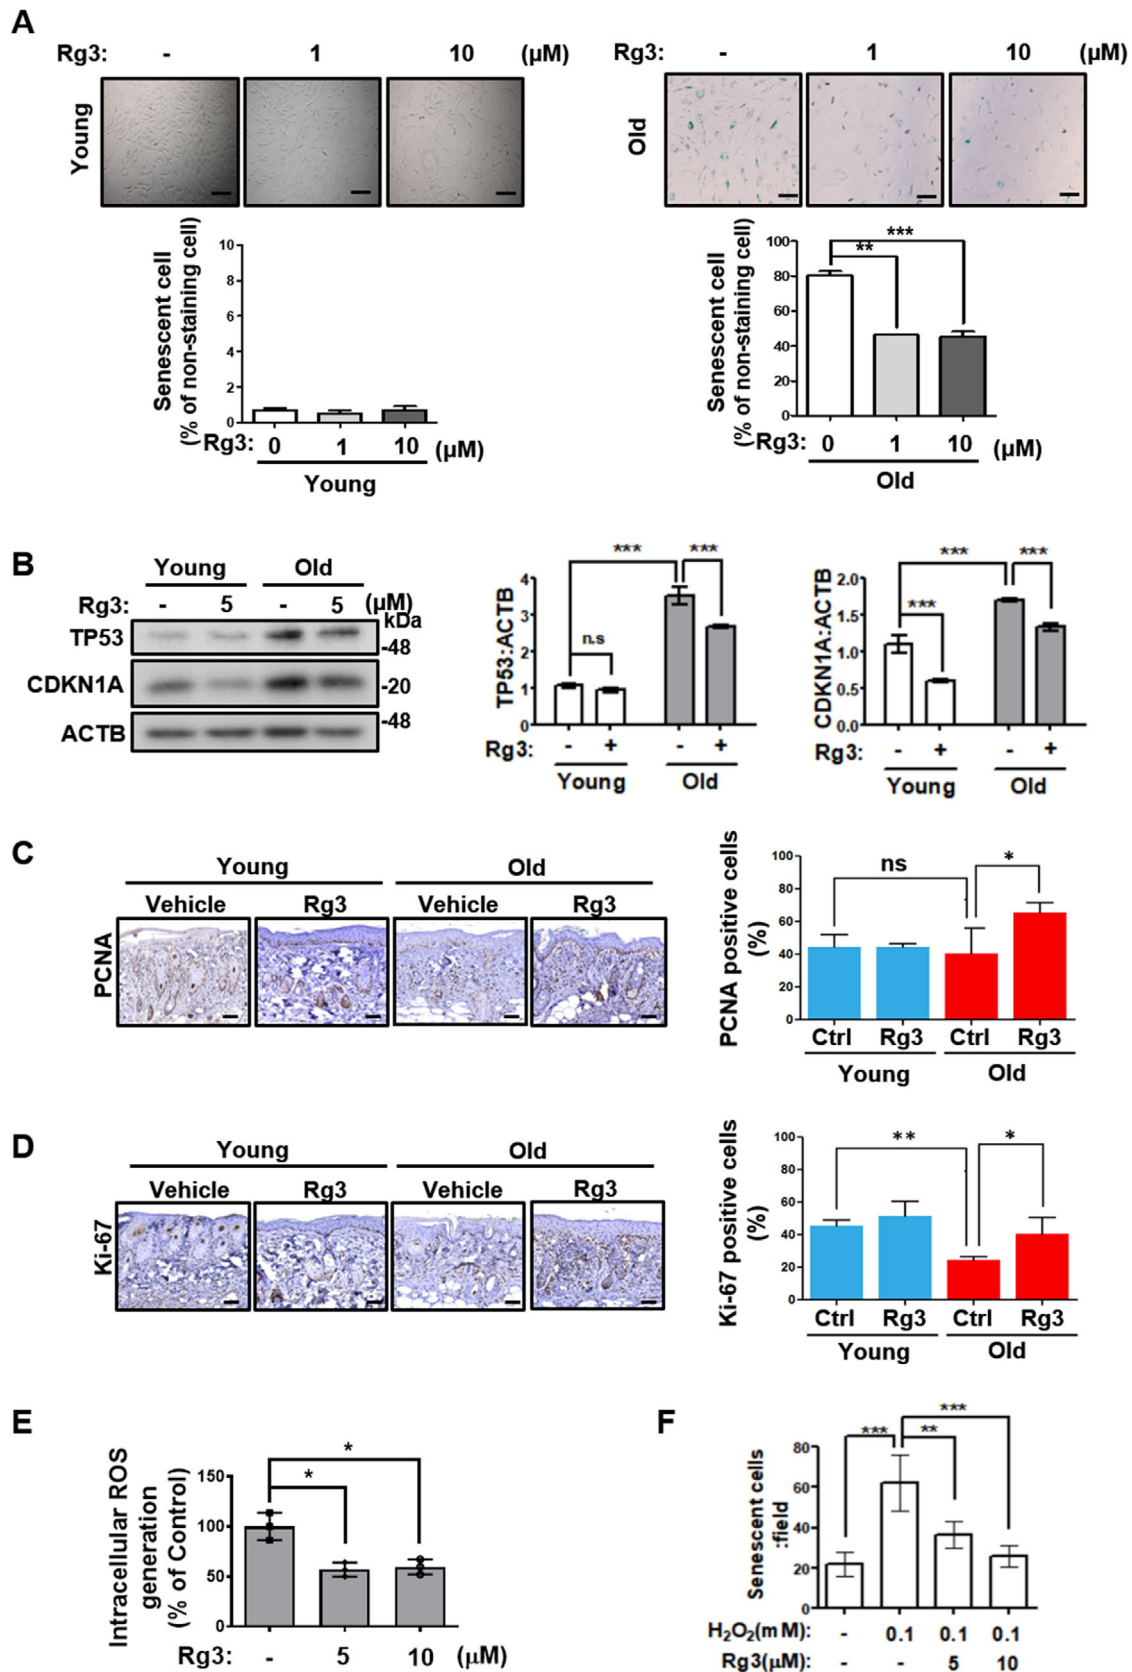 A
Rg3: - 1 10 (μM)
Young
Rg3: - 1 10 (μM)
Old
Senescent cell
(% of non-staining cell)
10
8
6
4
2
0
Rg3: 0 1 10 (μM)
Young
Senescent cell
(% of non-staining cell)
100
80
60
40
20
0
** ***
Rg3: 0 1 10 (μM)
Old
B
Young Old
Rg3: - 5 - 5 (μM)
kDa
TP53 -48
CDKN1A -20
ACTB -48
TP53:ACTB
4
3
2
1
0
*** ***
n.s
Rg3: - + - +
Young Old
CDKN1A:ACTB
2.0
1.5
1.0
0.5
0.0
*** ***
***
Rg3: - + - +
Young Old
C
Young Old
Vehicle Rg3 Vehicle Rg3
PCNA
PCNA positive cells
(%)
100
80
60
40
20
0
ns *
Ctrl Rg3 Ctrl Rg3
Young Old
D
Young Old
Vehicle Rg3 Vehicle Rg3
Ki-67
Ki-67 positive cells
(%)
100
80
60
40
20
0
** *
Ctrl Rg3 Ctrl Rg3
Young Old
E
Intracellular ROS
generation
(% of Control)
150
100
50
0
* *
Rg3: - 5 10 (μM)
F
Senescent cells
:field
80
60
40
20
0
*** ** ***
H₂O₂(mM) - 0.1 0.1 0.1
Rg3(μM) - - 5 10